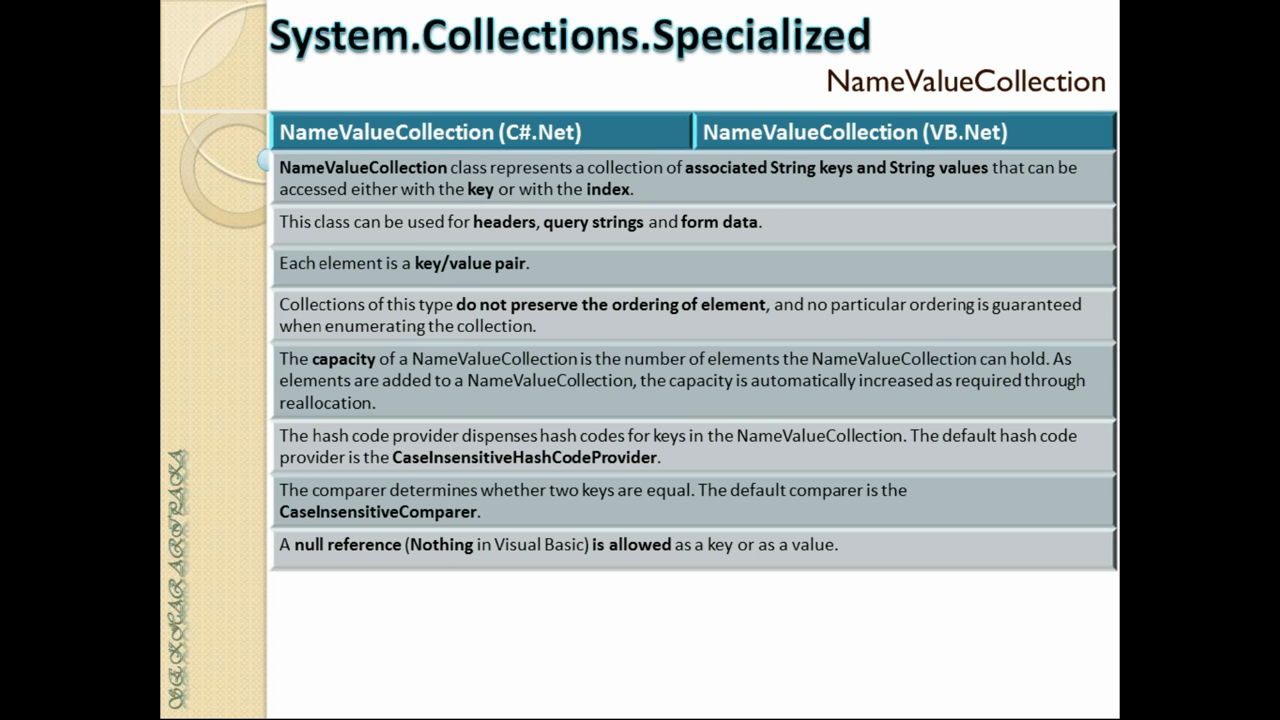 System.Collections.Specialized
NameValueCollection
NameValueCollection (C#.Net)
NameValueCollection (VB.Net)
NameValueCollection class represents a collection of associated String keys and String values that can be
accessed either with the key or with the index.
This class can be used for headers, query strings and form data.
Each element is a key/value pair.
Collections of this type do not preserve the ordering of element, and no particular ordering is guaranteed
when enumerating the collection.
The capacity of a NameValueCollection is the number of elements the NameValueCollection can hold. As
elements are added to a NameValueCollection, the capacity is automatically increased as required through
reallocation.
The hash code provider dispenses hash codes for keys in the NameValueCollection. The default hash code
provider is the CaseInsensitiveHashCodeProvider.
The comparer determines whether two keys are equal. The default comparer is the
CaseInsensitiveComparer.
A null reference (Nothing in Visual Basic) is allowed as a key or as a value.